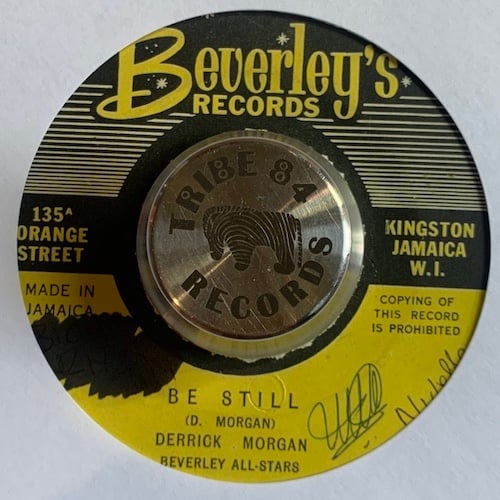 Beverley's
RECORDS
TRIBE 84
RECORDS
135ᴬ
ORANGE
STREET
KINGSTON
JAMAICA
W.I.
MADE IN
JAMAICA
COPYING OF
THIS RECORD
IS PROHIBITED
BE STILL
(D. MORGAN)
DERRICK MORGAN
BEVERLEY ALL-STARS